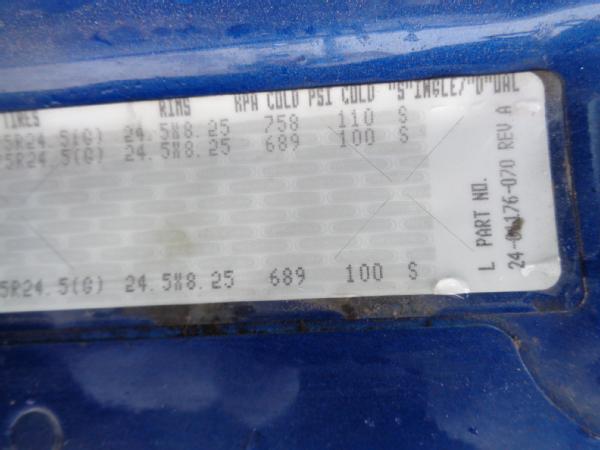 TIRES RIMS KPA COLD PSI COLD "S"INGLE/"D"UAL
5R24.5(G) 24.5X8.25 758 110 S
5R24.5(G) 24.5X8.25 689 100 S
5R24.5(G) 24.5X8.25 689 100 S
L PART NO.
REV A